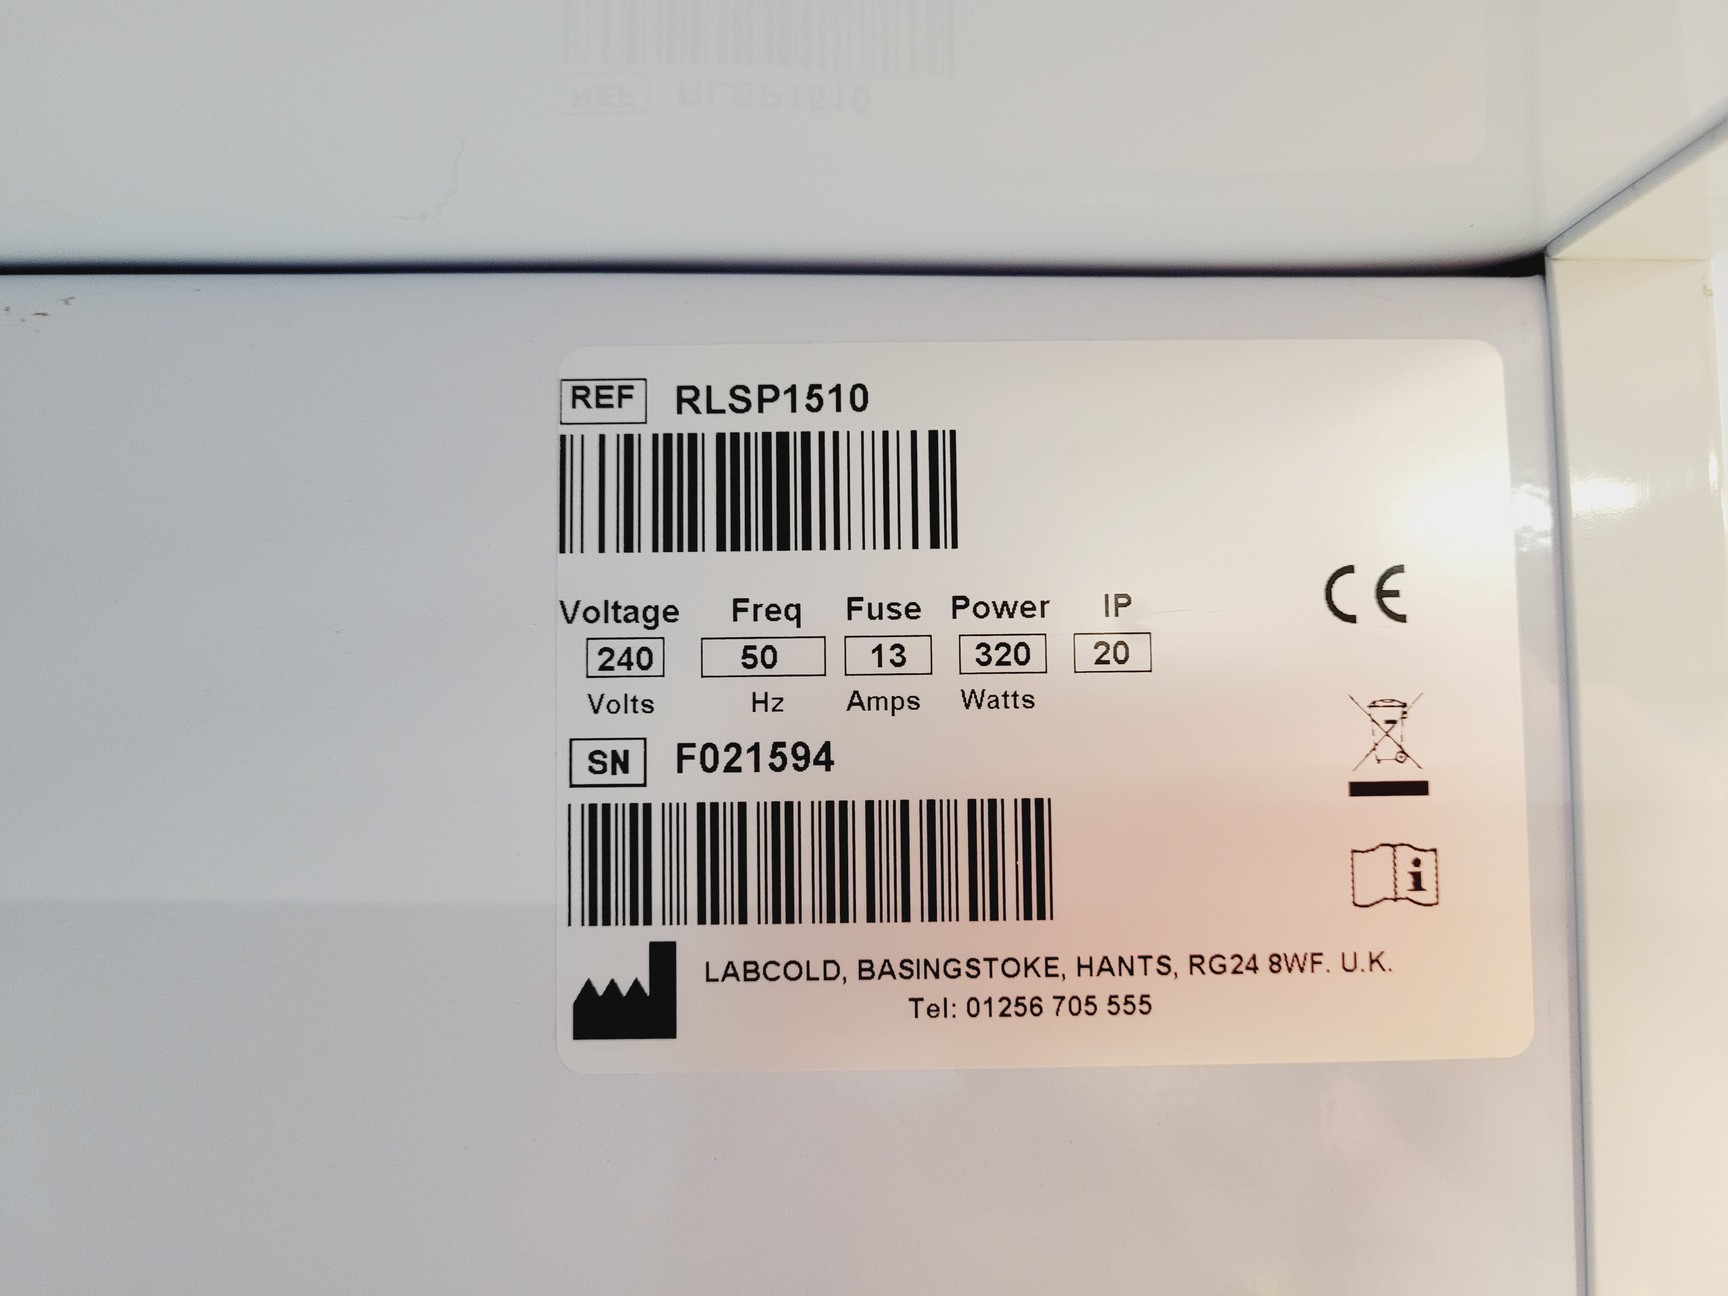 REF RLSP1510
Voltage Freq Fuse Power IP
240 50 13 320 20
Volts Hz Amps Watts
SN F021594
LABCOLD, BASINGSTOKE, HANTS, RG24 8WF. U.K.
Tel: 01256 705 555
CE
i